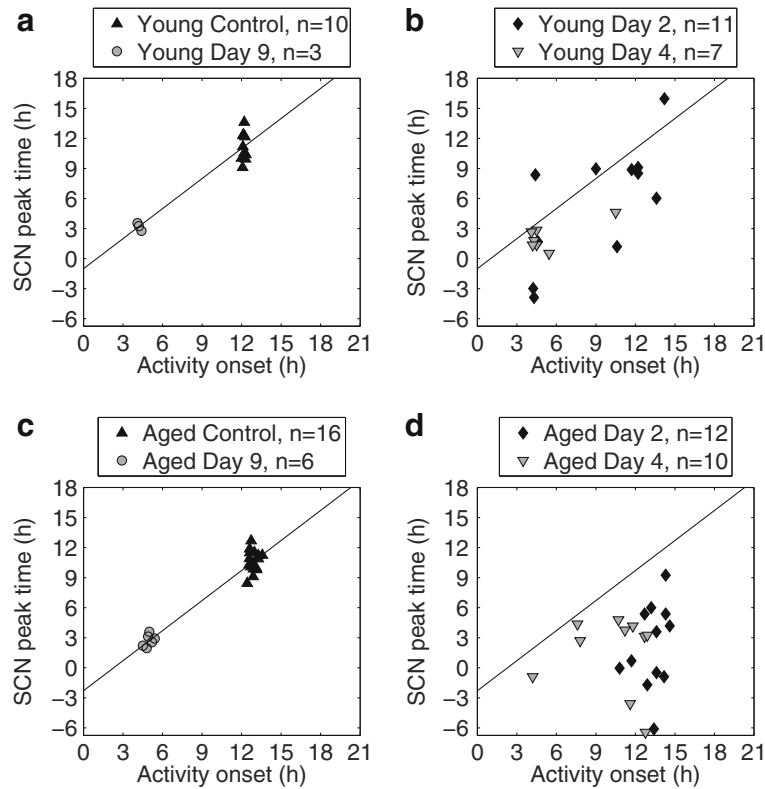 a
Young Control, n=10
Young Day 9, n=3
18
15
12
9
6
3
0
−3
−6
SCN peak time (h)
0 3 6 9 12 15 18 21
Activity onset (h)
b
Young Day 2, n=11
Young Day 4, n=7
18
15
12
9
6
3
0
−3
−6
SCN peak time (h)
0 3 6 9 12 15 18 21
Activity onset (h)
c
Aged Control, n=16
Aged Day 9, n=6
18
15
12
9
6
3
0
−3
−6
SCN peak time (h)
0 3 6 9 12 15 18 21
Activity onset (h)
d
Aged Day 2, n=12
Aged Day 4, n=10
18
15
12
9
6
3
0
−3
−6
SCN peak time (h)
0 3 6 9 12 15 18 21
Activity onset (h)